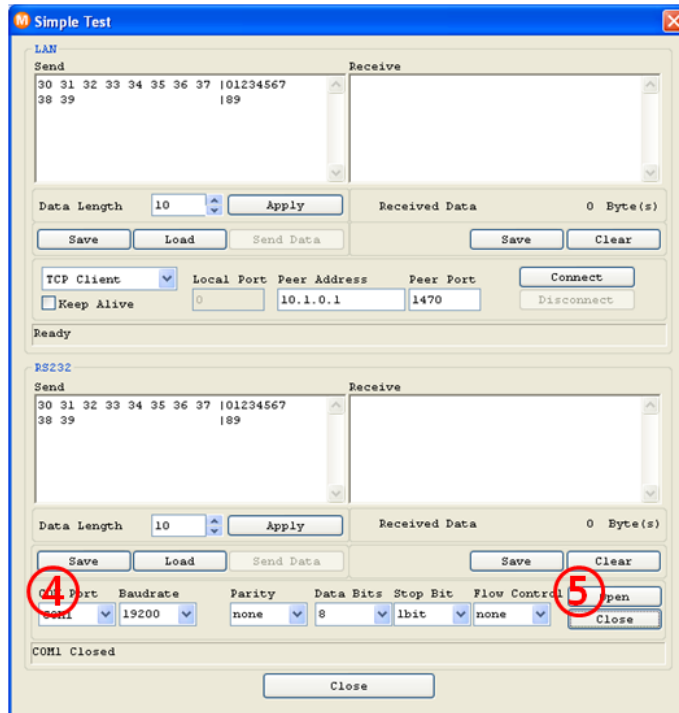 Simple Test
LAN
Send Receive
30 31 32 33 34 35 36 37 |01234567
38 39 |89
Data Length 10 Apply Received Data 0 Byte(s)
Save Load Send Data Save Clear
TCP Client Local Port Peer Address Peer Port Connect
Keep Alive 0 10.1.0.1 1470 Disconnect
Ready
RS232
Send Receive
30 31 32 33 34 35 36 37 |01234567
38 39 |89
Data Length 10 Apply Received Data 0 Byte(s)
Save Load Send Data Save Clear
④ Port Baudrate Parity Data Bits Stop Bit Flow Control ⑤ Open
COM1 19200 none 8 1bit none Close
COM1 Closed
Close